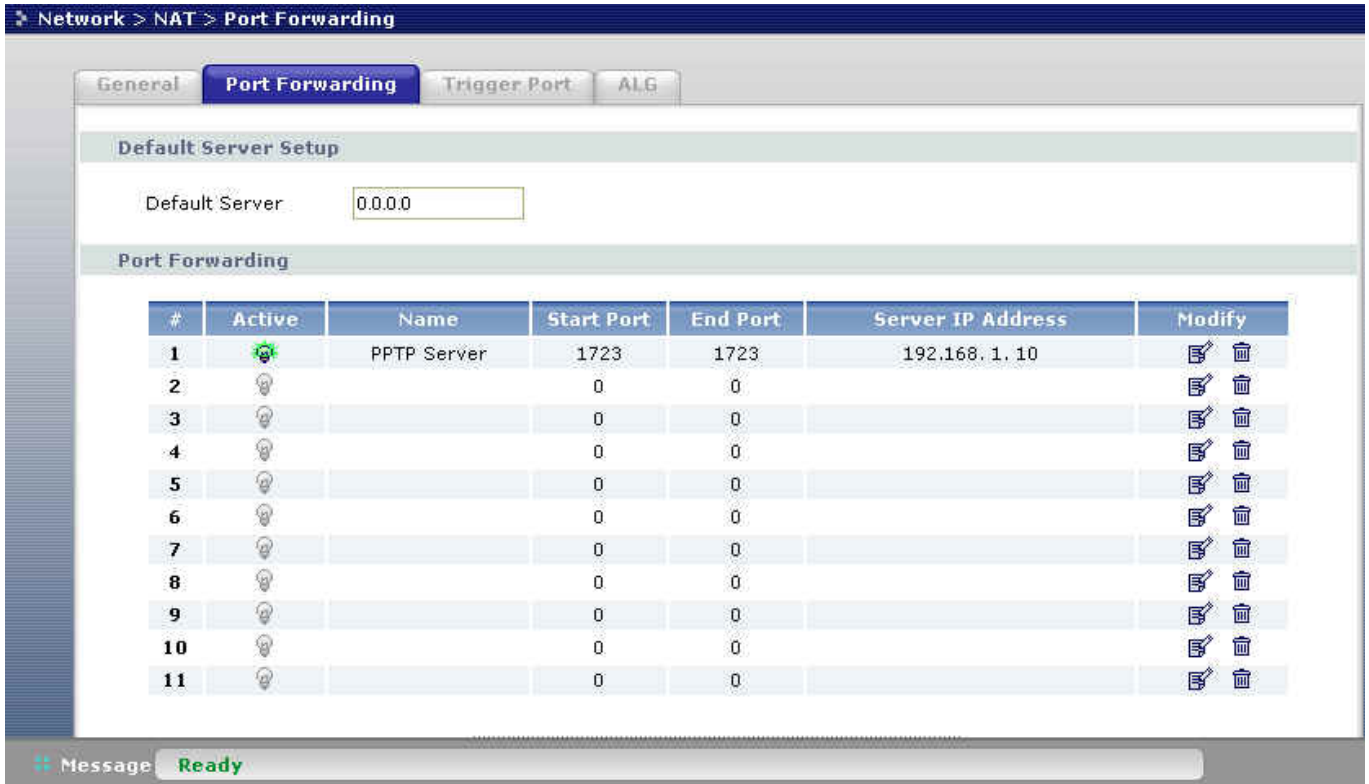 Network > NAT > Port Forwarding
General Port Forwarding Trigger Port ALG
Default Server Setup
Default Server 0.0.0.0
Port Forwarding
# Active Name Start Port End Port Server IP Address Modify
1 PPTP Server 1723 1723 192.168. 1. 10
2 0 0
3 0 0
4 0 0
5 0 0
6 0 0
7 0 0
8 0 0
9 0 0
10 0 0
11 0 0
Message Ready